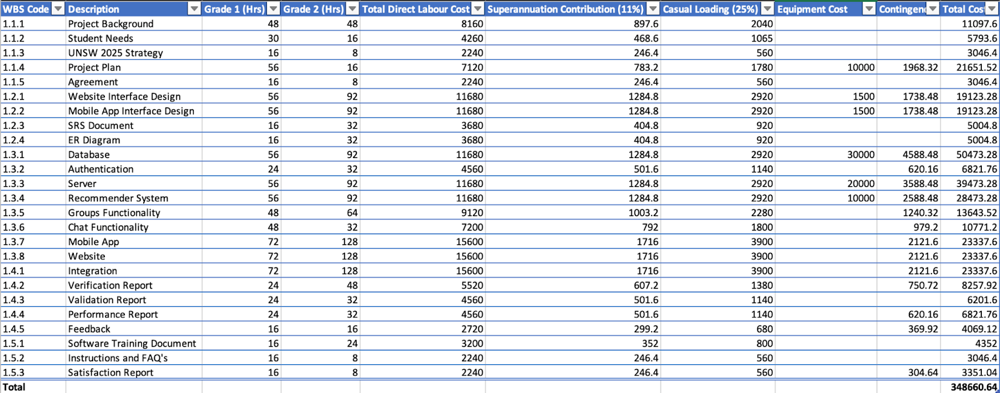 WBS Code Description Grade 1 (Hrs) Grade 2 (Hrs) Total Direct Labour Cost Superannuation Contribution (11%) Casual Loading (25%) Equipment Cost Contingen Total Cos
1.1.1 Project Background 48 48 8160 897.6 2040 11097.6
1.1.2 Student Needs 30 16 4260 468.6 1065 5793.6
1.1.3 UNSW 2025 Strategy 16 8 2240 246.4 560 3046.4
1.1.4 Project Plan 56 16 7120 783.2 1780 10000 1968.32 21651.52
1.1.5 Agreement 16 8 2240 246.4 560 3046.4
1.2.1 Website Interface Design 56 92 11680 1284.8 2920 1500 1738.48 19123.28
1.2.2 Mobile App Interface Design 56 92 11680 1284.8 2920 1500 1738.48 19123.28
1.2.3 SRS Document 16 32 3680 404.8 920 5004.8
1.2.4 ER Diagram 16 32 3680 404.8 920 5004.8
1.3.1 Database 56 92 11680 1284.8 2920 30000 4588.48 50473.28
1.3.2 Authentication 24 32 4560 501.6 1140 620.16 6821.76
1.3.3 Server 56 92 11680 1284.8 2920 20000 3588.48 39473.28
1.3.4 Recommender System 56 92 11680 1284.8 2920 10000 2588.48 28473.28
1.3.5 Groups Functionality 48 64 9120 1003.2 2280 1240.32 13643.52
1.3.6 Chat Functionality 48 32 7200 792 1800 979.2 10771.2
1.3.7 Mobile App 72 128 15600 1716 3900 2121.6 23337.6
1.3.8 Website 72 128 15600 1716 3900 2121.6 23337.6
1.4.1 Integration 72 128 15600 1716 3900 2121.6 23337.6
1.4.2 Verification Report 24 48 5520 607.2 1380 750.72 8257.92
1.4.3 Validation Report 24 32 4560 501.6 1140 6201.6
1.4.4 Performance Report 24 32 4560 501.6 1140 620.16 6821.76
1.4.5 Feedback 16 16 2720 299.2 680 369.92 4069.12
1.5.1 Software Training Document 16 24 3200 352 800 4352
1.5.2 Instructions and FAQ's 16 8 2240 246.4 560 3046.4
1.5.3 Satisfaction Report 16 8 2240 246.4 560 304.64 3351.04
Total 348660.64